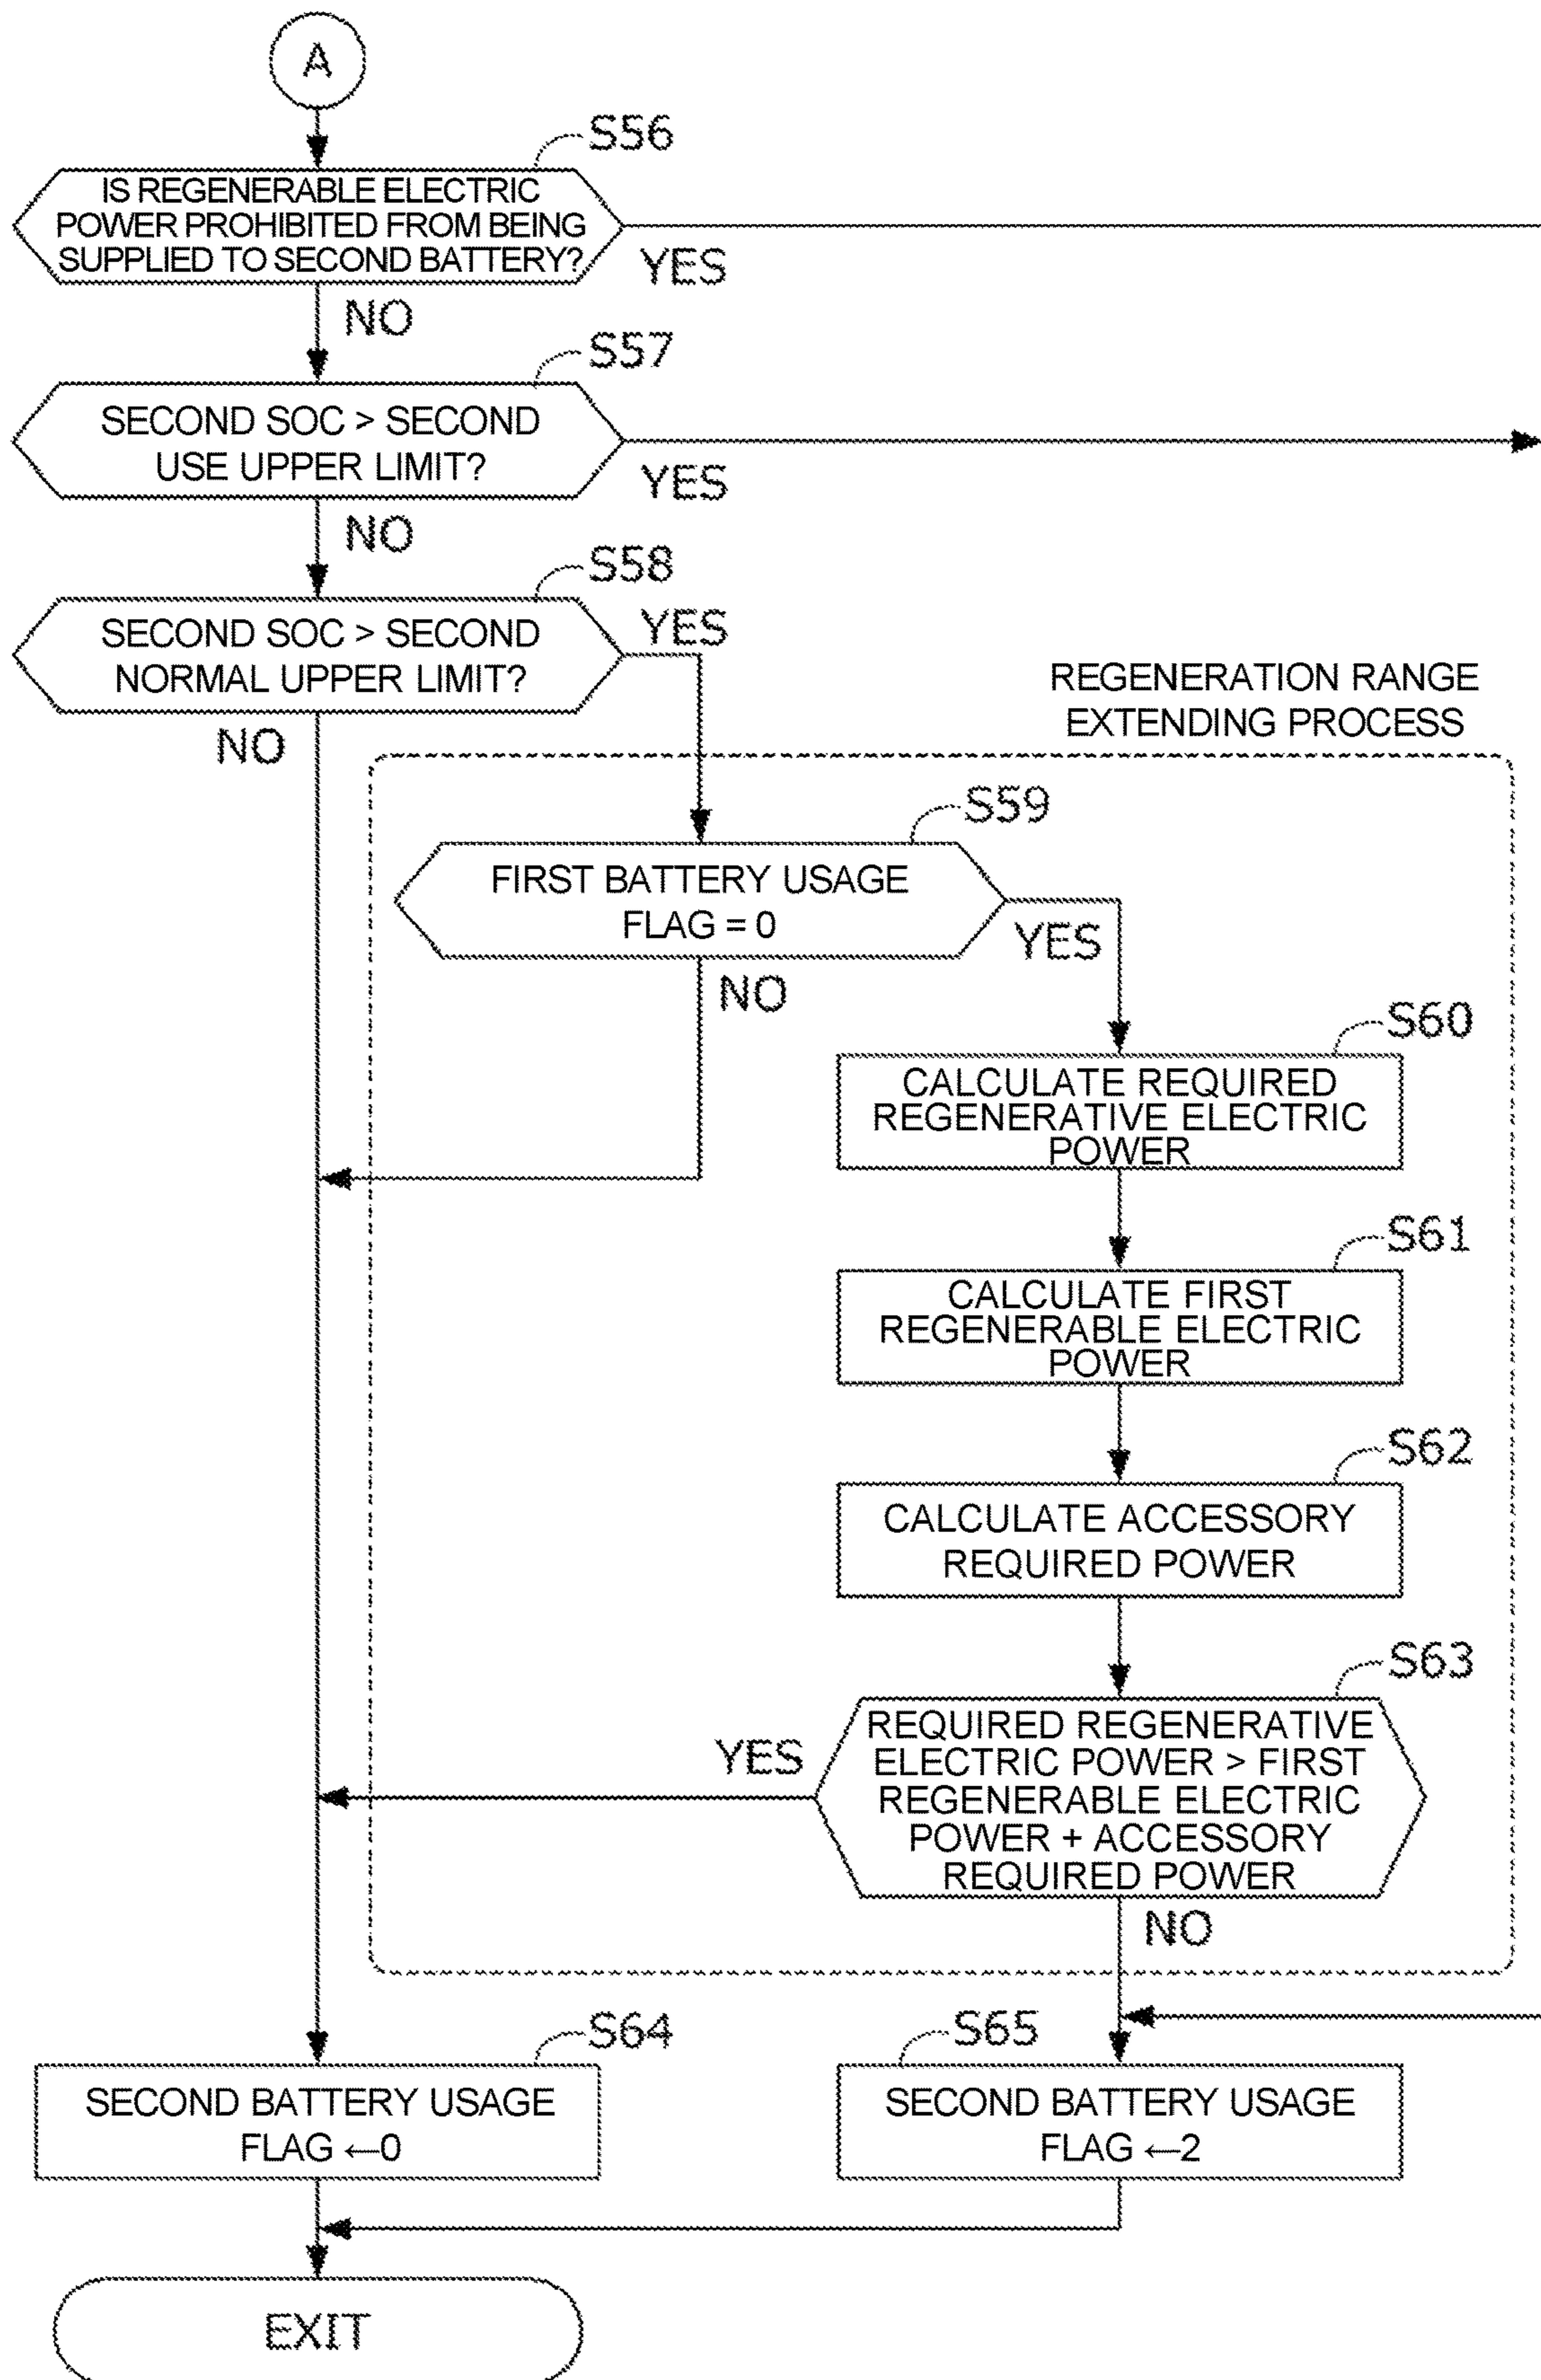 A
S56
IS REGENERABLE ELECTRIC
POWER PROHIBITED FROM BEING
SUPPLIED TO SECOND BATTERY?
YES
NO
S57
SECOND SOC > SECOND
USE UPPER LIMIT?
YES
NO
S58
SECOND SOC > SECOND
NORMAL UPPER LIMIT?
YES
NO
REGENERATION RANGE
EXTENDING PROCESS
S59
FIRST BATTERY USAGE
FLAG = 0
YES
NO
S60
CALCULATE REQUIRED
REGENERATIVE ELECTRIC
POWER
S61
CALCULATE FIRST
REGENERABLE ELECTRIC
POWER
S62
CALCULATE ACCESSORY
REQUIRED POWER
S63
REQUIRED REGENERATIVE
ELECTRIC POWER > FIRST
REGENERABLE ELECTRIC
POWER + ACCESSORY
REQUIRED POWER
YES
NO
S64
SECOND BATTERY USAGE
FLAG ←0
S65
SECOND BATTERY USAGE
FLAG ←2
EXIT